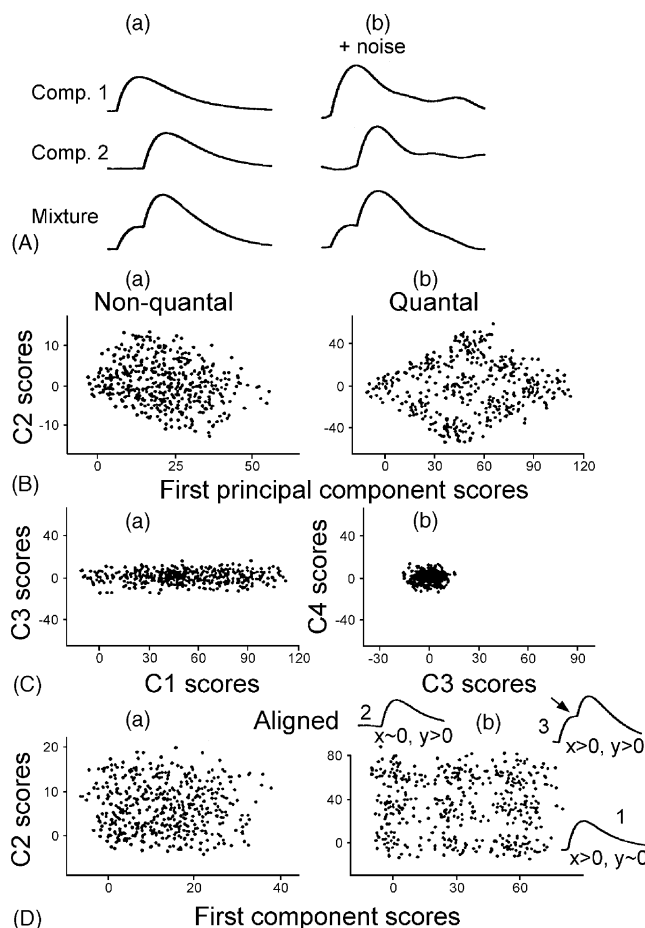 (a) (b)
+ noise
Comp. 1
Comp. 2
Mixture
(A)
(a) (b)
Non-quantal Quantal
C2 scores
10
0
-10
0 25 50
40
0
-40
0 30 60 90 120
(B)
First principal component scores
(a) (b)
C3 scores
40
0
-40
0 30 60 90 120
C4 scores
40
0
-40
-30 0 30 60 90
(C)
C1 scores C3 scores
(a) Aligned (b)
2
x~0, y>0
3
x>0, y>0
1
x>0, y~0
C2 scores
20
10
0
0 20 40
80
40
0
0 30 60
(D)
First component scores